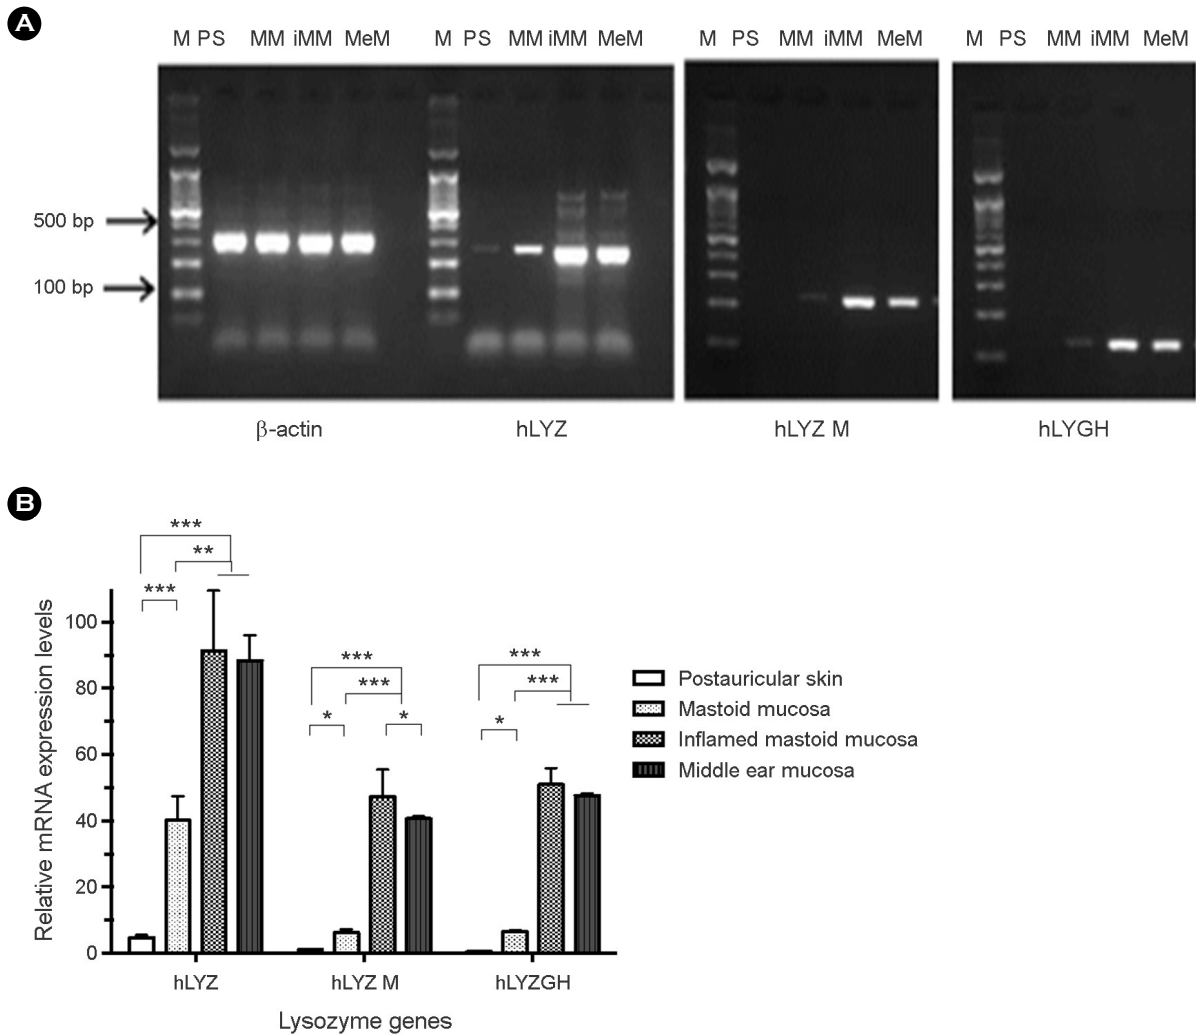 A
M PS MM iMM MeM M PS MM iMM MeM M PS MM iMM MeM M PS MM iMM MeM
500 bp
100 bp
β-actin hLYZ hLYZ M hLYGH
B
*** 
**
***
***
***
*
*
***
***
*
Relative mRNA expression levels
100
80
60
40
20
0
hLYZ hLYZ M hLYZGH
Lysozyme genes
Postauricular skin
Mastoid mucosa
Inflamed mastoid mucosa
Middle ear mucosa